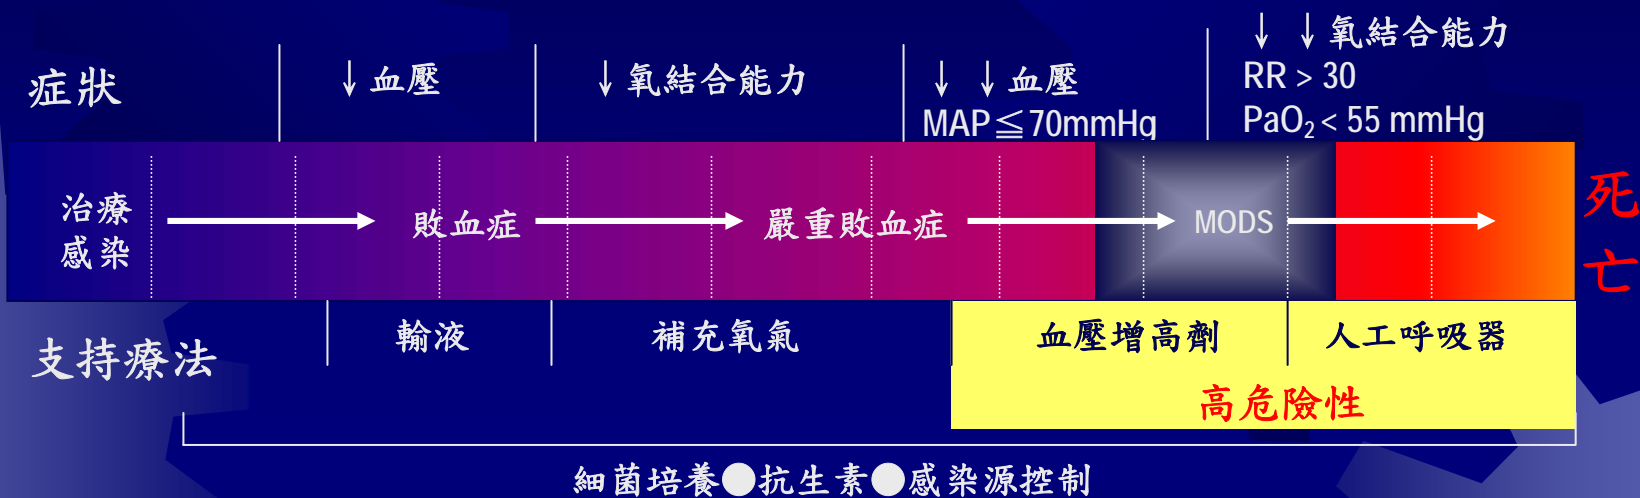 症狀
↓血壓
↓氧結合能力
↓ ↓血壓
MAP≦70mmHg
↓ ↓氧結合能力
RR > 30
PaO₂ < 55 mmHg
治療
感染
敗血症
嚴重敗血症
MODS
死
亡
支持療法
輸液
補充氧氣
血壓增高劑
人工呼吸器
高危險性
細菌培養●抗生素●感染源控制